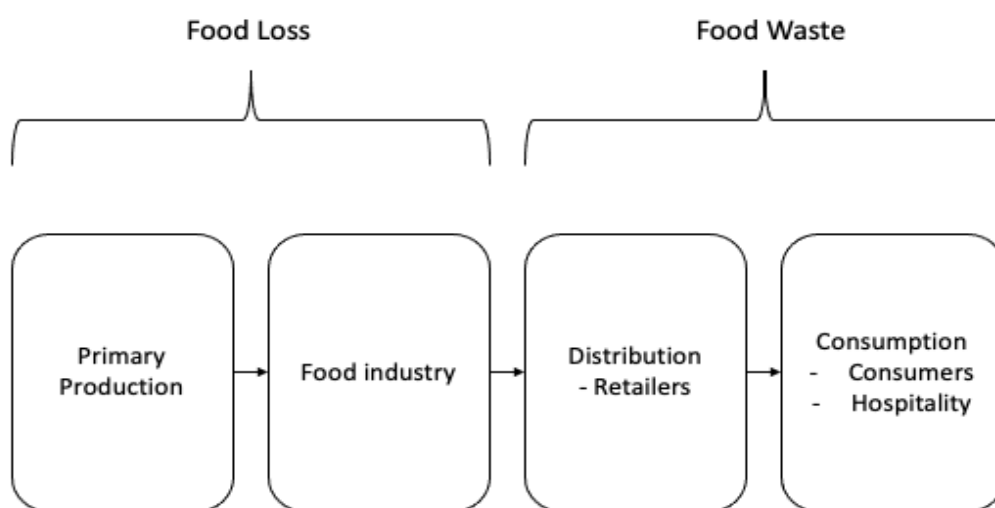 Food Loss
Food Waste
Primary
Production
Food industry
Distribution
- Retailers
Consumption
- Consumers
- Hospitality